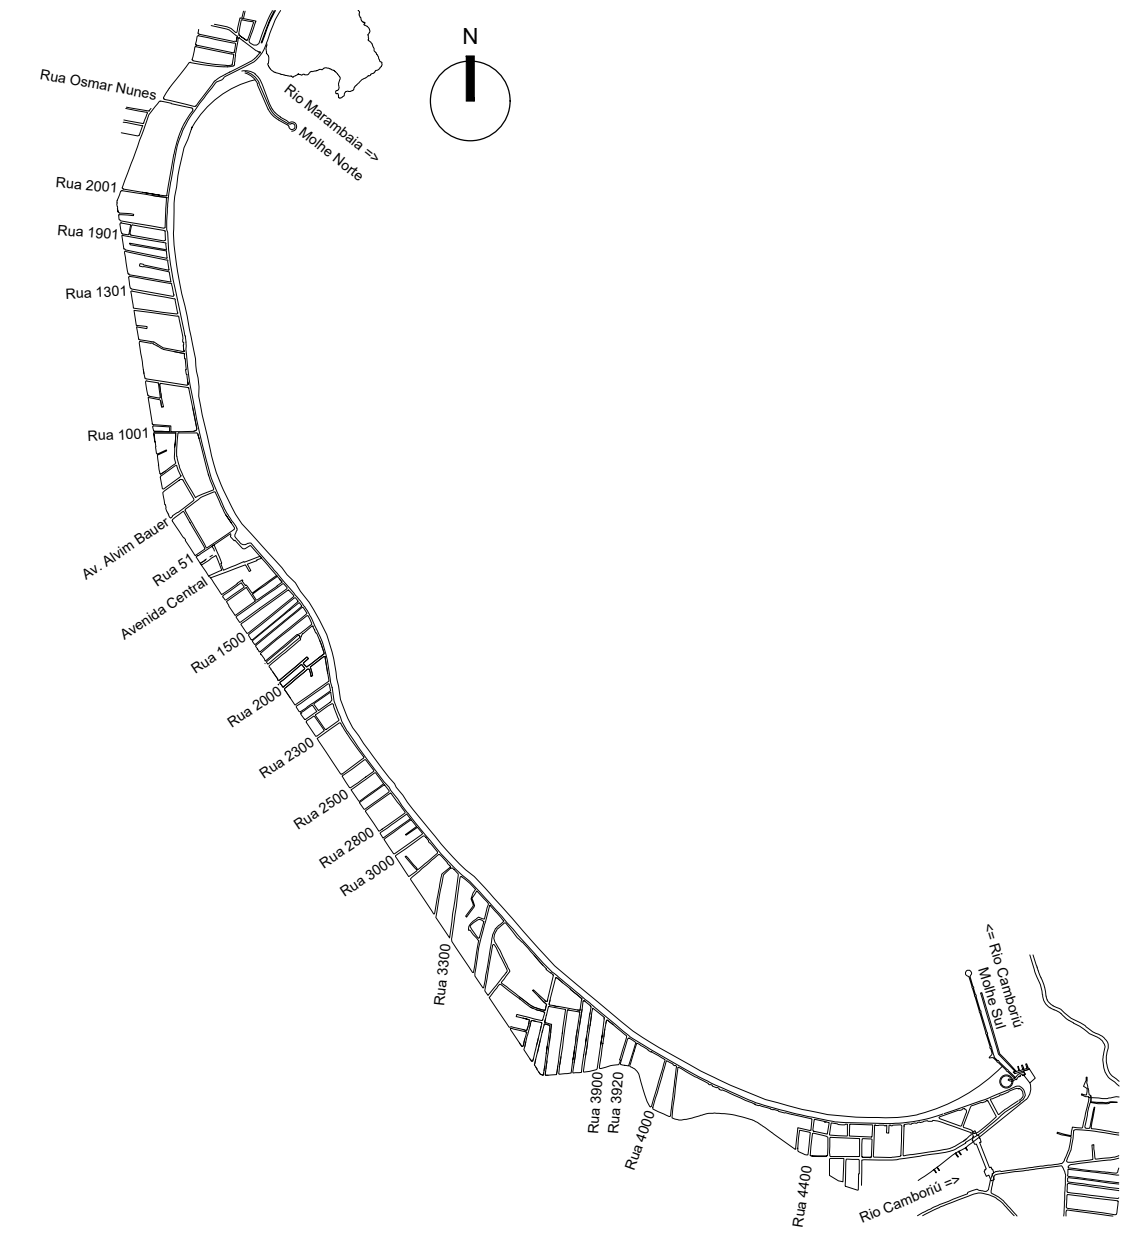 N
Rua Osmar Nunes
Rio Marambaia =>
Molhe Norte
Rua 2001
Rua 1901
Rua 1301
Rua 1001
Av. Alvim Bauer
Rua 51
Avenida Central
Rua 1500
Rua 2000
Rua 2300
Rua 2500
Rua 2800
Rua 3000
Rua 3300
<= Rio Camboriú
Molhe Sul
Rua 3900
Rua 3920
Rua 4000
Rua 4400
Rio Camboriú =>